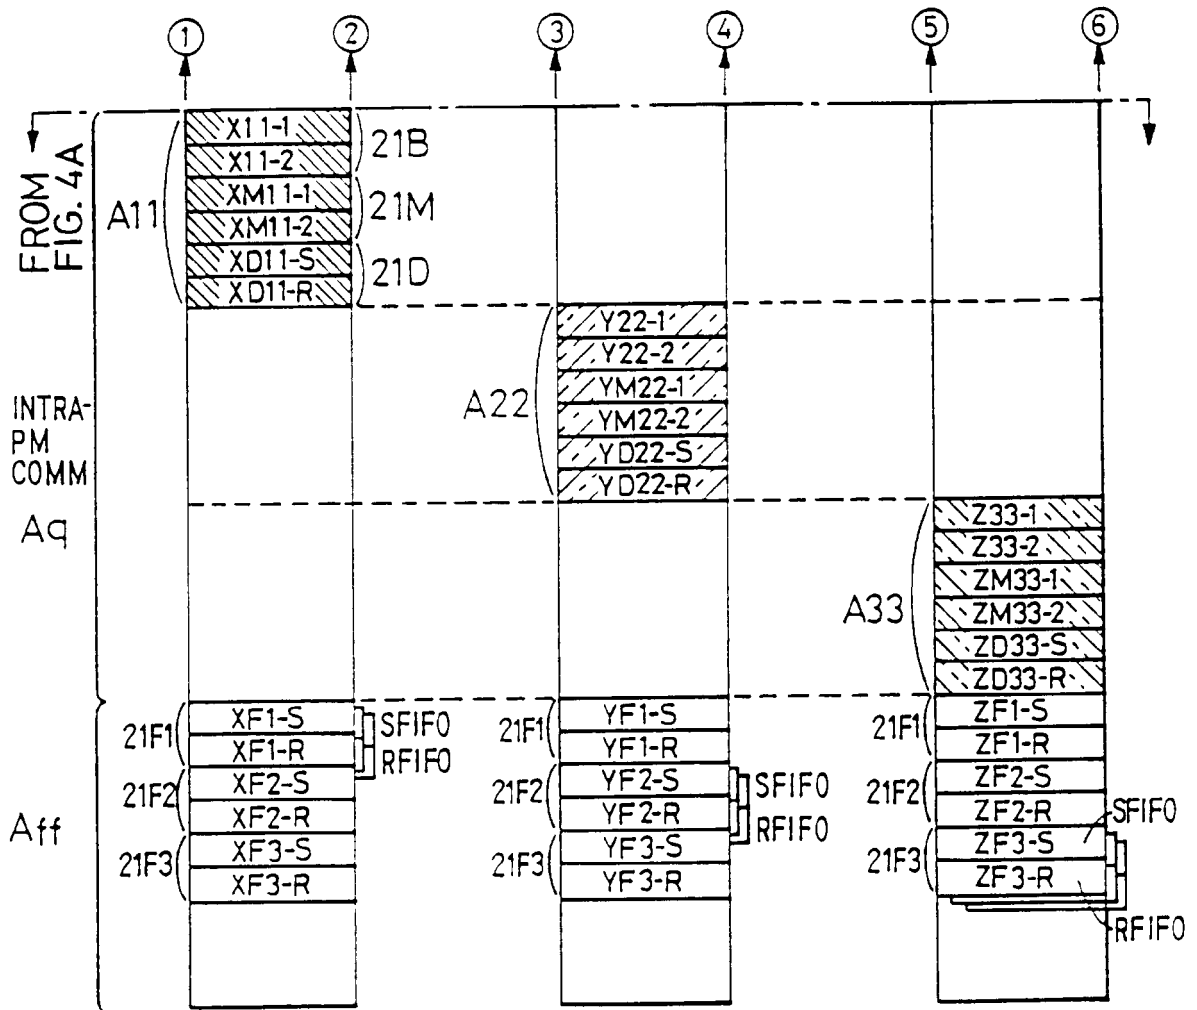 1 2 3 4 5 6
FROM
FIG. 4A
A11
X11-1
X11-2
XM11-1
XM11-2
XD11-S
XD11-R
21B
21M
21D
INTRA-
PM
COMM
Aq
A22
Y22-1
Y22-2
YM22-1
YM22-2
YD22-S
YD22-R
A33
Z33-1
Z33-2
ZM33-1
ZM33-2
ZD33-S
ZD33-R
Aff
21F1
21F2
21F3
XF1-S
XF1-R
XF2-S
XF2-R
XF3-S
XF3-R
SFIFO
RFIFO
21F1
21F2
21F3
YF1-S
YF1-R
YF2-S
YF2-R
YF3-S
YF3-R
SFIFO
RFIFO
21F1
21F2
21F3
ZF1-S
ZF1-R
ZF2-S
ZF2-R
ZF3-S
ZF3-R
SFIFO
RFIFO